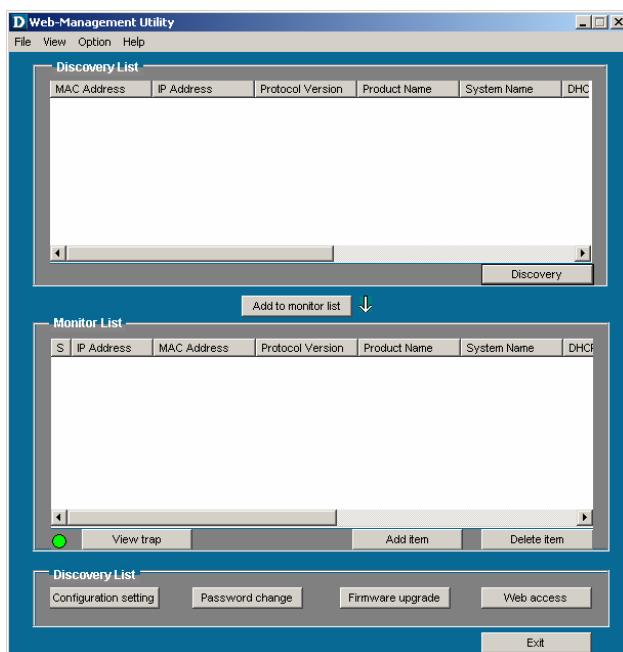 D Web-Management Utility
File View Option Help
Discovery List
MAC Address IP Address Protocol Version Product Name System Name DHC
Discovery
Add to monitor list
Monitor List
S IP Address MAC Address Protocol Version Product Name System Name DHCP
View trap Add item Delete item
Discovery List
Configuration setting Password change Firmware upgrade Web access
Exit